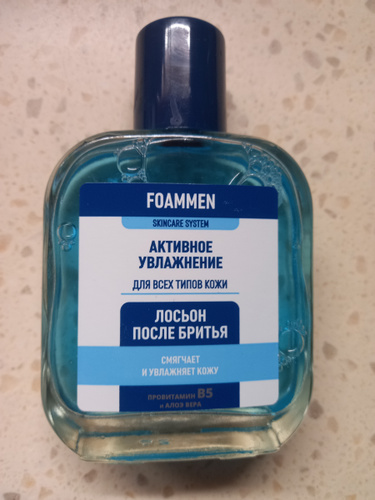 FOAMMEN
SKINCARE SYSTEM
АКТИВНОЕ
УВЛАЖНЕНИЕ
ДЛЯ ВСЕХ ТИПОВ КОЖИ
ЛОСЬОН
ПОСЛЕ БРИТЬЯ
СМЯГЧАЕТ
И УВЛАЖНЯЕТ КОЖУ
ПРОВИТАМИН B5
и АЛОЭ ВЕРА